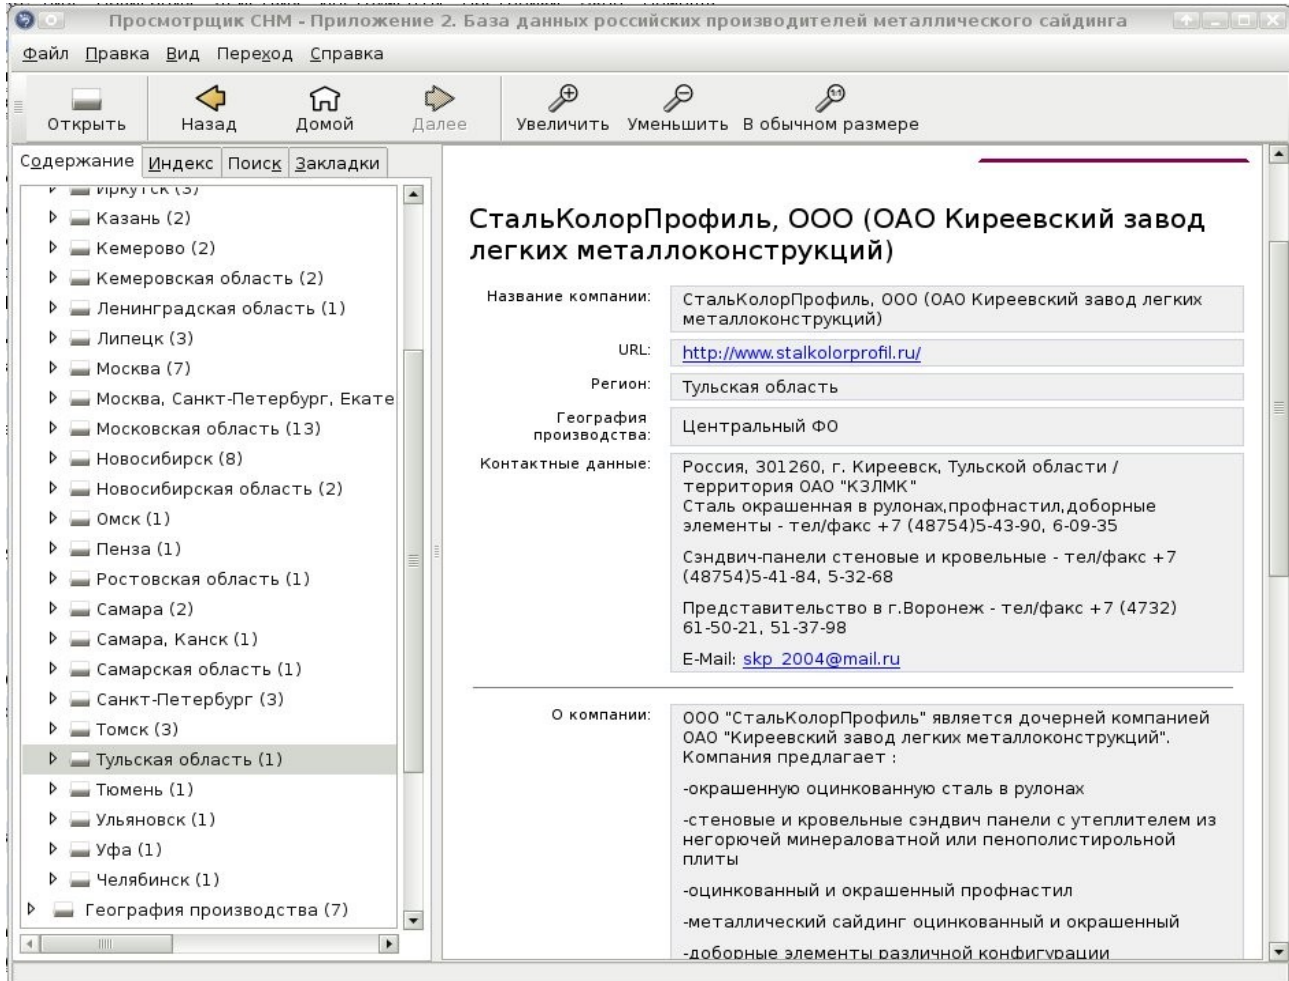 Просмотрщик CHM - Приложение 2. База данных российских производителей металлического сайдинга
Файл Правка Вид Переход Справка
Открыть Назад Домой Далее Увеличить Уменьшить В обычном размере
Содержание Индекс Поиск Закладки
Иркутск (3)
Казань (2)
Кемерово (2)
Кемеровская область (2)
Ленинградская область (1)
Липецк (3)
Москва (7)
Москва, Санкт-Петербург, Екате
Московская область (13)
Новосибирск (8)
Новосибирская область (2)
Омск (1)
Пенза (1)
Ростовская область (1)
Самара (2)
Самара, Канск (1)
Самарская область (1)
Санкт-Петербург (3)
Томск (3)
Тульская область (1)
Тюмень (1)
Ульяновск (1)
Уфа (1)
Челябинск (1)
География производства (7)
СтальКолорПрофиль, ООО (ОАО Киреевский завод
легких металлоконструкций)
Название компании:
СтальКолорПрофиль, ООО (ОАО Киреевский завод легких
металлоконструкций)
URL:
http://www.stalkolorprofil.ru/
Регион:
Тульская область
География
производства:
Центральный ФО
Контактные данные:
Россия, 301260, г. Киреевск, Тульской области /
территория ОАО "КЗЛМК"
Сталь окрашенная в рулонах,профнастил,доборные
элементы - тел/факс +7 (48754)5-43-90, 6-09-35
Сэндвич-панели стеновые и кровельные - тел/факс +7
(48754)5-41-84, 5-32-68
Представительство в г.Воронеж - тел/факс +7 (4732)
61-50-21, 51-37-98
E-Mail: skp_2004@mail.ru
О компании:
ООО "СтальКолорПрофиль" является дочерней компанией
ОАО "Киреевский завод легких металлоконструкций".
Компания предлагает :
-окрашенную оцинкованную сталь в рулонах
-стеновые и кровельные сэндвич панели с утеплителем из
негорючей минераловатной или пенополистирольной
плиты
-оцинкованный и окрашенный профнастил
-металлический сайдинг оцинкованный и окрашенный
-доборные элементы различной конфигурации